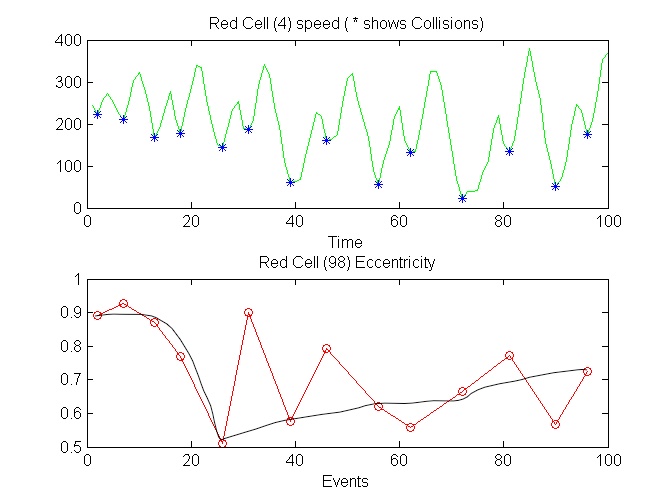 Red Cell (4) speed ( * shows Collisions)
400
300
200
100
0
0 20 40 60 80 100
Time
Red Cell (98) Eccentricity
1
0.9
0.8
0.7
0.6
0.5
0 20 40 60 80 100
Events